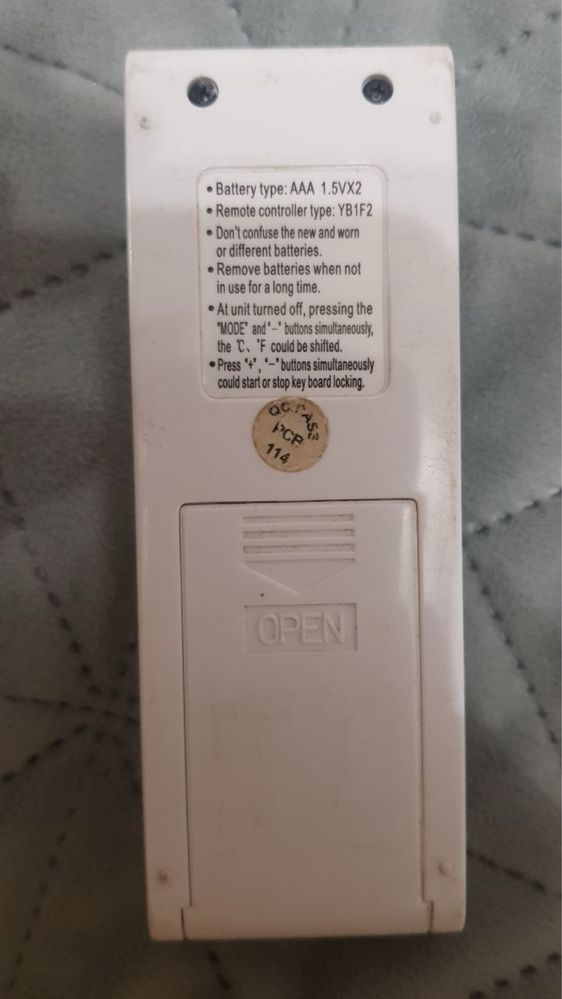 • Battery type: AAA 1.5VX2
• Remote controller type: YB1F2
• Don't confuse the new and worn
or different batteries.
• Remove batteries when not
in use for a long time.
• At unit turned off, pressing the
"MODE" and "−" buttons simultaneously,
the ℃、℉ could be shifted.
• Press "+", "−" buttons simultaneously
could start or stop key board locking.
QC.PASS
PCB
114
OPEN